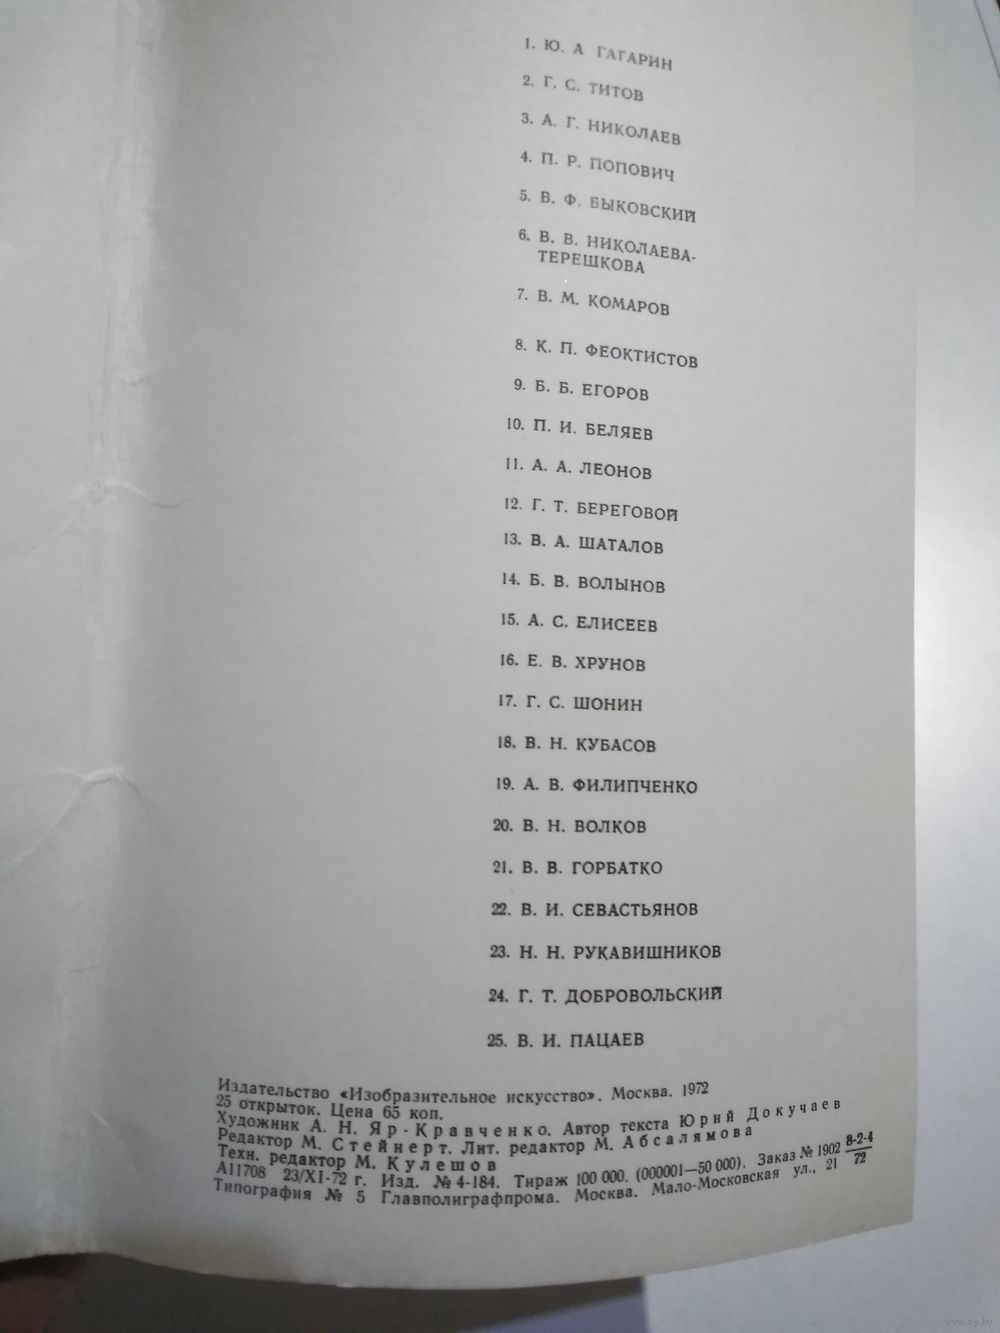 1. Ю. А ГАГАРИН
2. Г. С. ТИТОВ
3. А. Г. НИКОЛАЕВ
4. П. Р. ПОПОВИЧ
5. В. Ф. БЫКОВСКИЙ
6. В. В. НИКОЛАЕВА-
ТЕРЕШКОВА
7. В. М. КОМАРОВ
8. К. П. ФЕОКТИСТОВ
9. Б. Б. ЕГОРОВ
10. П. И. БЕЛЯЕВ
11. А. А. ЛЕОНОВ
12. Г. Т. БЕРЕГОВОЙ
13. В. А. ШАТАЛОВ
14. Б. В. ВОЛЫНОВ
15. А. С. ЕЛИСЕЕВ
16. Е. В. ХРУНОВ
17. Г. С. ШОНИН
18. В. Н. КУБАСОВ
19. А. В. ФИЛИПЧЕНКО
20. В. Н. ВОЛКОВ
21. В. В. ГОРБАТКО
22. В. И. СЕВАСТЬЯНОВ
23. Н. Н. РУКАВИШНИКОВ
24. Г. Т. ДОБРОВОЛЬСКИЙ
25. В. И. ПАЦАЕВ
Издательство «Изобразительное искусство». Москва. 1972
25 открыток. Цена 65 коп.
Художник А. Н. Яр-Кравченко. Автор текста Юрий Докучаев
Редактор М. Стейнерт. Лит. редактор М. Абсалямова
Техн. редактор М. Кулешов
А11708 23/XI-72 г. Изд. № 4-184. Тираж 100 000. (000001—50 000). Заказ № 1902 8-2-4/72
Типография № 5 Главполиграфпрома. Москва. Мало-Московская ул., 21
www.ay.by